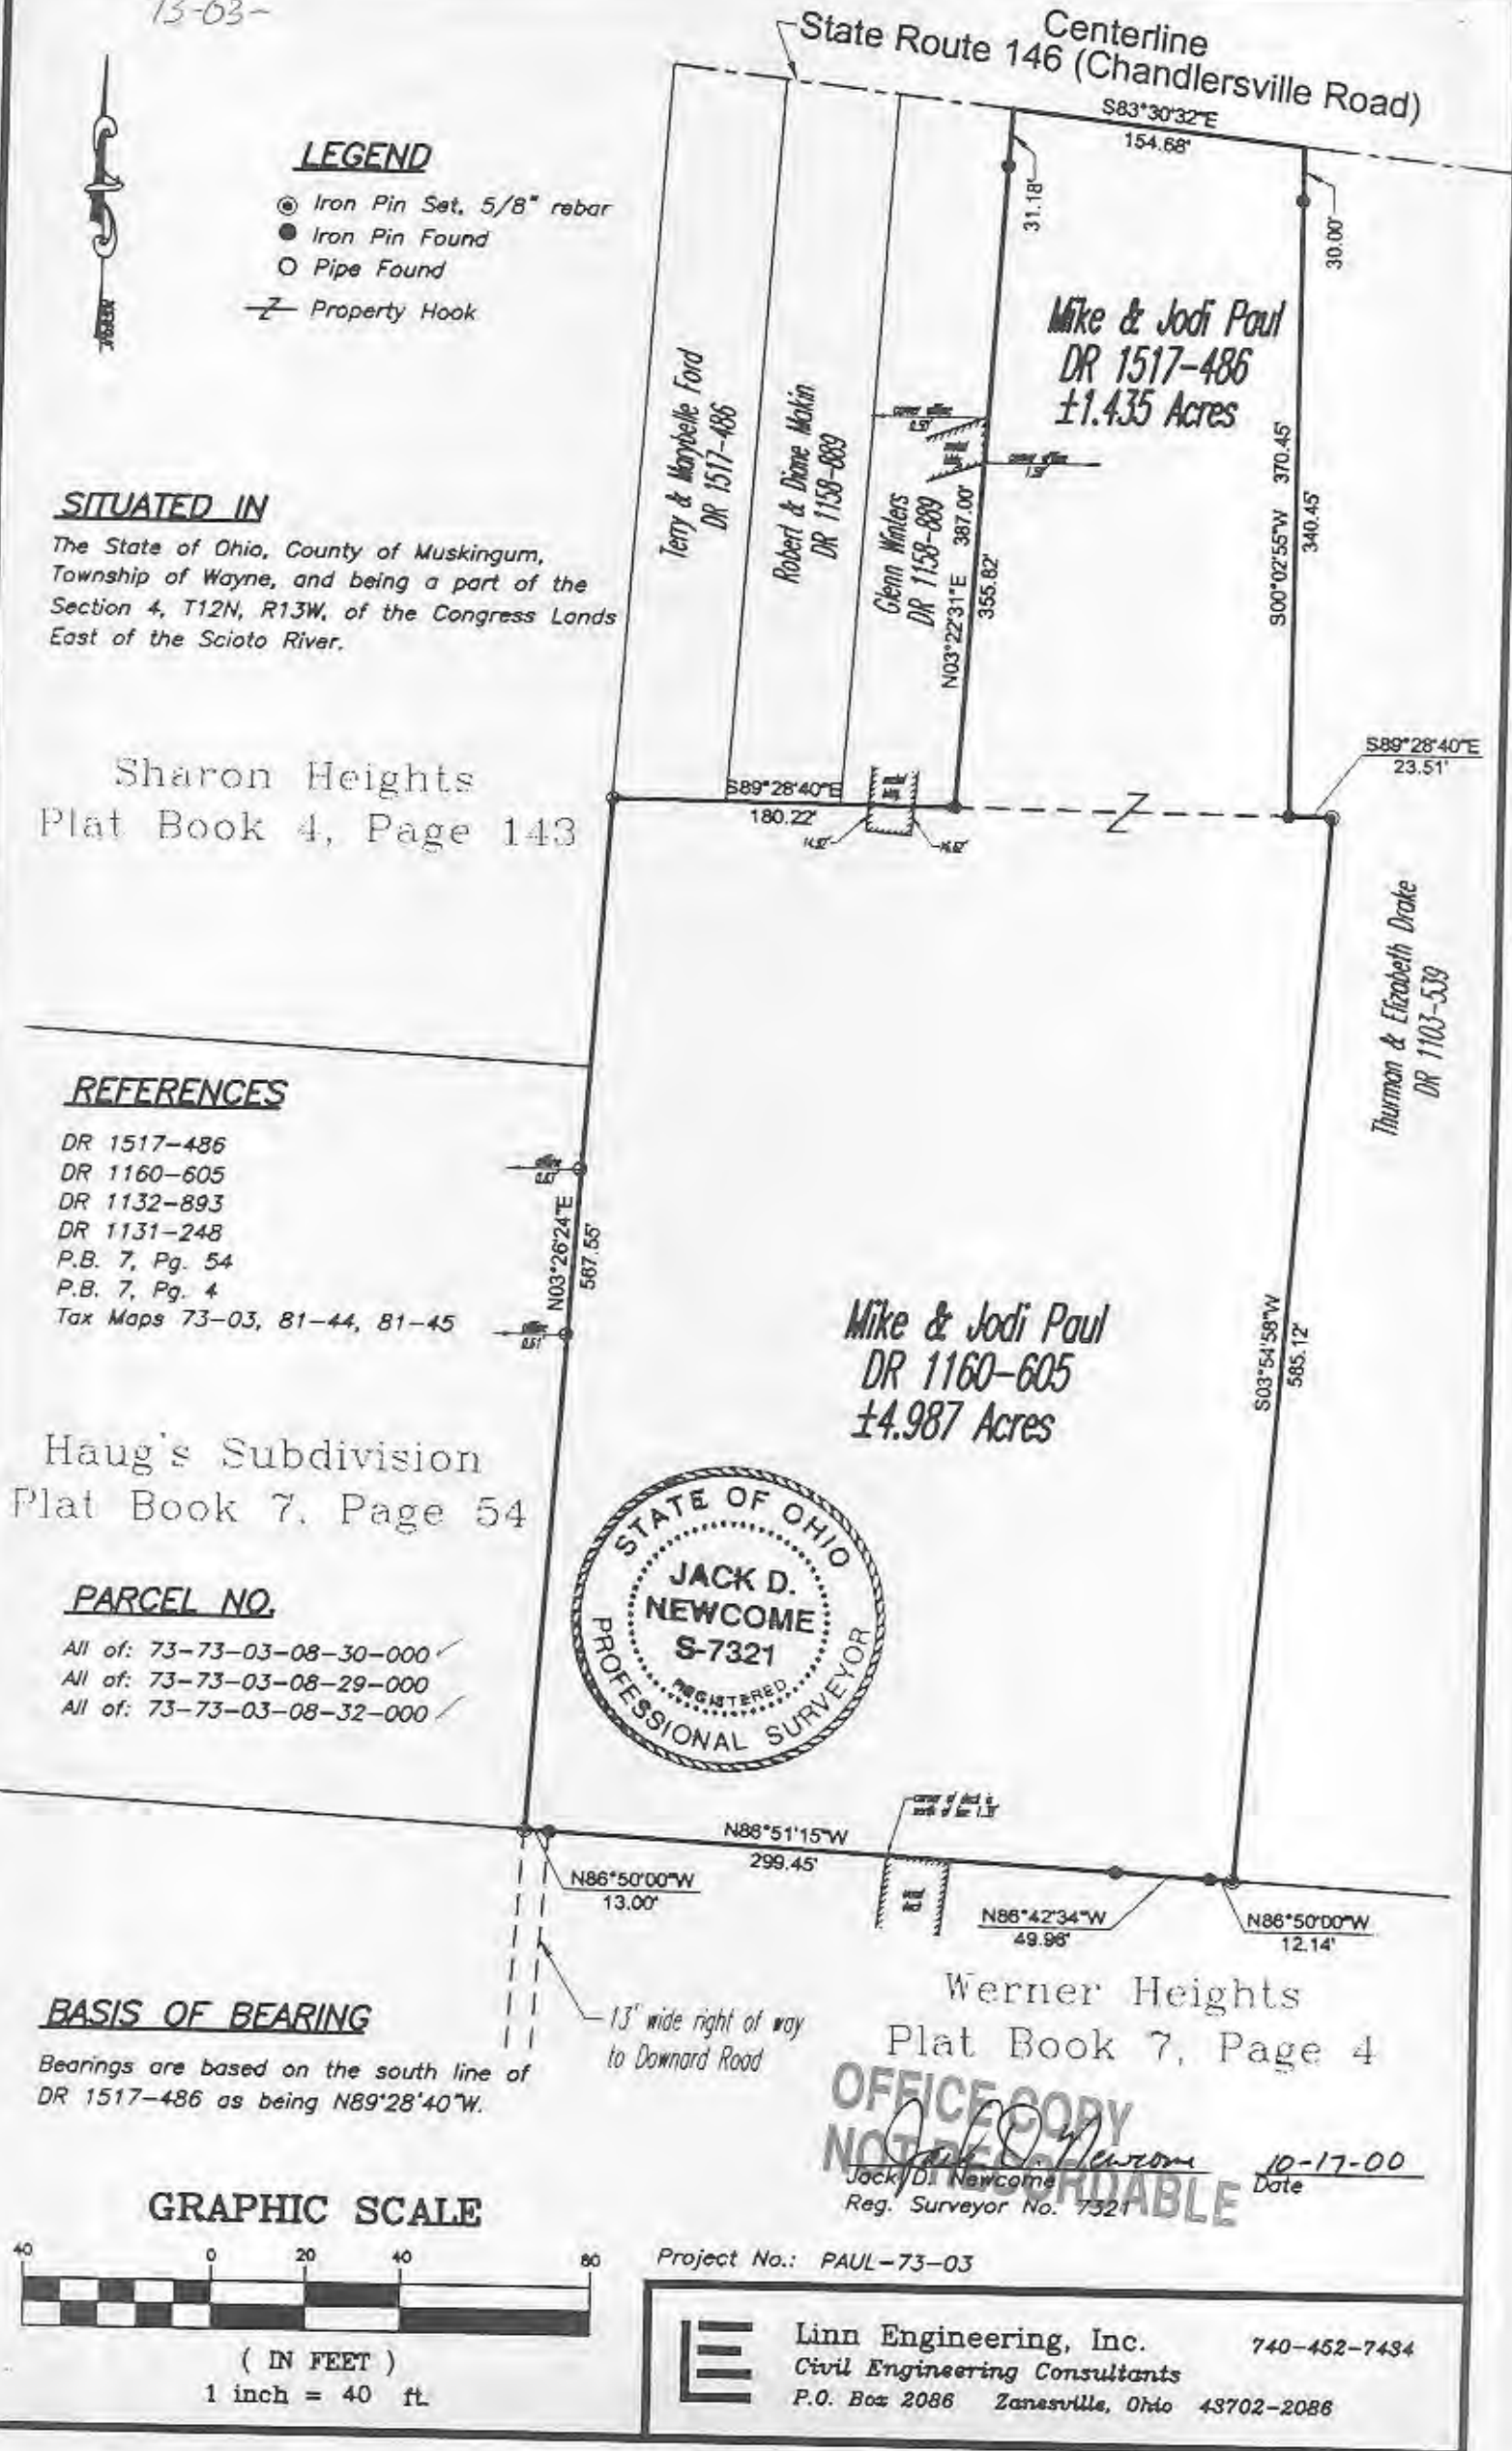 Centerline
State Route 146 (Chandlersville Road)
S83°30'32"E
154.68'
31.18'
30.00'
LEGEND
Iron Pin Set, 5/8" rebar
Iron Pin Found
Pipe Found
Property Hook
Mike & Jodi Paul
DR 1517-486
±1.435 Acres
Terry & Marybelle Ford
DR 1517-486
Robert & Diane Makin
DR 1158-889
Glenn Winters
DR 1158-889
N03°22'31"E 387.00'
355.82'
S00°02'55"W 370.45'
340.45'
SITUATED IN
The State of Ohio, County of Muskingum,
Township of Wayne, and being a part of the
Section 4, T12N, R13W, of the Congress Lands
East of the Scioto River.
S89°28'40"E
23.51'
Sharon Heights
Plat Book 4, Page 143
S89°28'40"E
180.22'
Thurman & Elizabeth Drake
DR 1103-539
REFERENCES
DR 1517-486
DR 1160-605
DR 1132-893
DR 1131-248
P.B. 7, Pg. 54
P.B. 7, Pg. 4
Tax Maps 73-03, 81-44, 81-45
N03°26'24"E
587.55'
S03°54'58"W
585.12'
Mike & Jodi Paul
DR 1160-605
±4.987 Acres
Haug's Subdivision
Plat Book 7, Page 54
STATE OF OHIO
JACK D.
NEWCOME
S-7321
REGISTERED
PROFESSIONAL SURVEYOR
PARCEL NO.
All of: 73-73-03-08-30-000
All of: 73-73-03-08-29-000
All of: 73-73-03-08-32-000
N86°51'15"W
299.45'
N86°50'00"W
13.00'
N86°42'34"W
49.96'
N86°50'00"W
12.14'
13' wide right of way
to Downard Road
Werner Heights
Plat Book 7, Page 4
BASIS OF BEARING
Bearings are based on the south line of
DR 1517-486 as being N89°28'40"W.
OFFICE COPY
NOT RECORDABLE
Jack D. Newcome 10-17-00
Jack D. Newcome Date
Reg. Surveyor No. 7321
GRAPHIC SCALE
40 0 20 40 80
( IN FEET )
1 inch = 40 ft.
Project No.: PAUL-73-03
Linn Engineering, Inc. 740-452-7434
Civil Engineering Consultants
P.O. Box 2086 Zanesville, Ohio 43702-2086